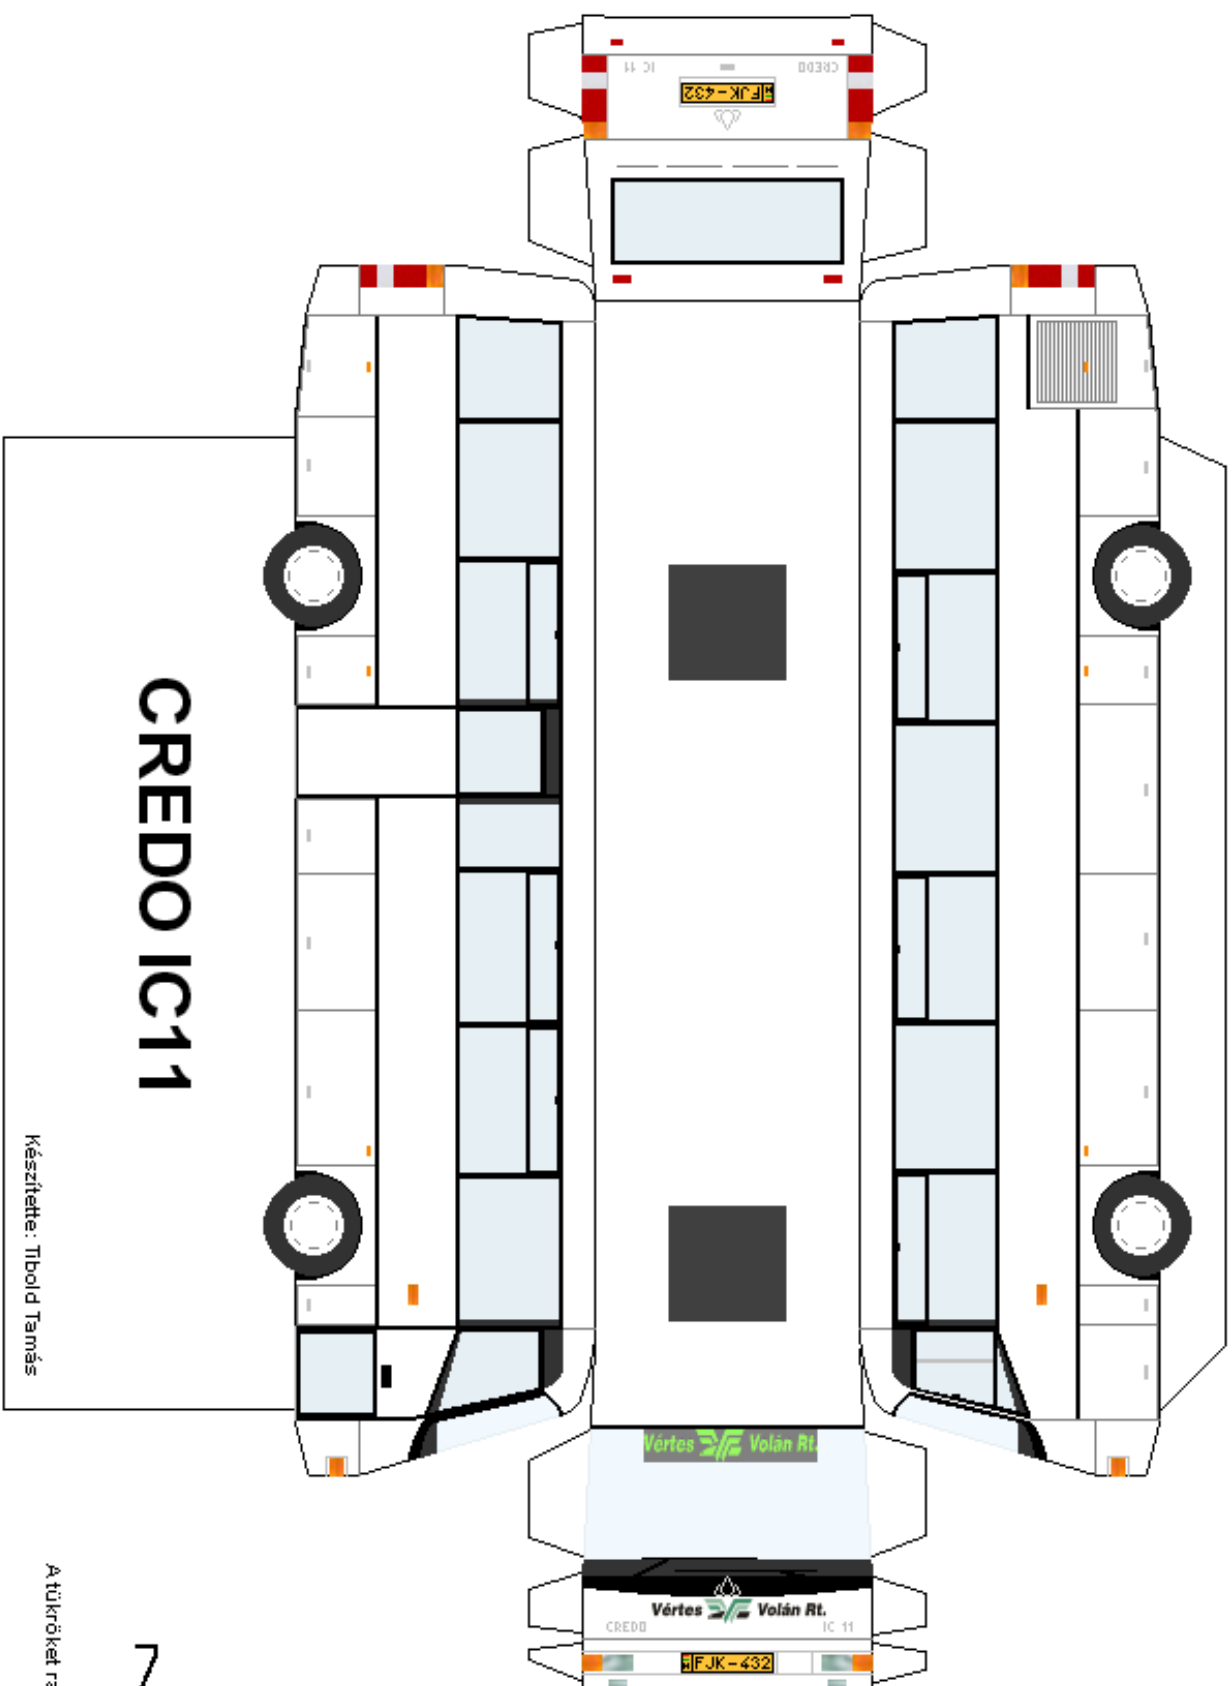 IC 11
CREDO
FJK-432
CREDO IC11
Készítette: Tibold Tamás
Vértes Volán Rt.
Vértes Volán Rt.
CREDO IC 11
FJK-432
A tükröket
7